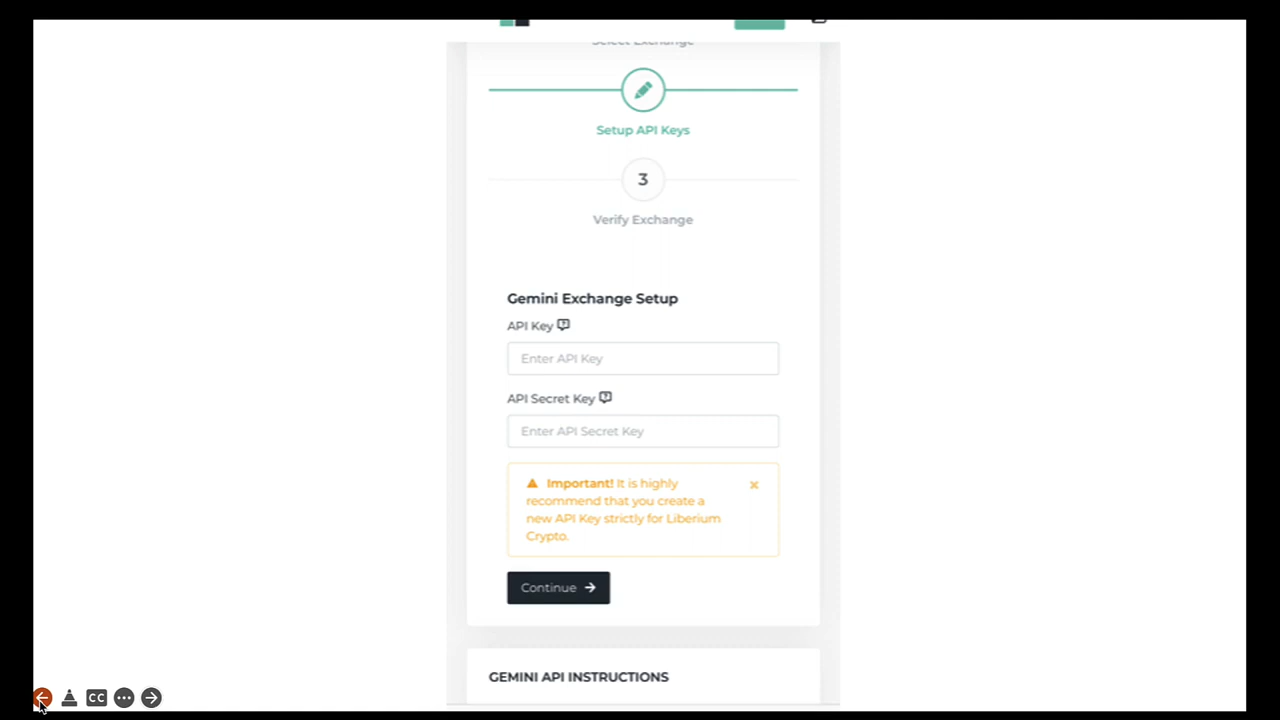 Select Exchange
Setup API Keys
3
Verify Exchange
Gemini Exchange Setup
API Key
Enter API Key
API Secret Key
Enter API Secret Key
Important! It is highly
recommend that you create a
new API Key strictly for Liberium
Crypto.
Continue
GEMINI API INSTRUCTIONS
CC